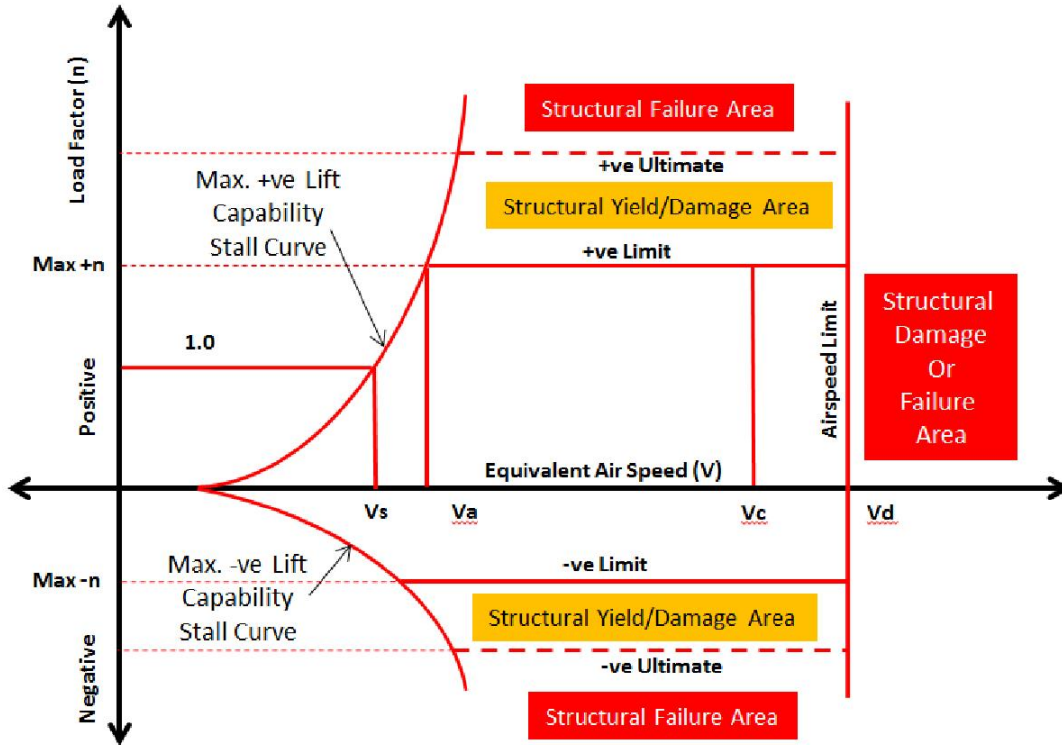 Load Factor (n)
Structural Failure Area
+ve Ultimate
Max. +ve Lift
Capability
Stall Curve
Structural Yield/Damage Area
Max +n
+ve Limit
Structural
Damage
Or
Failure
Area
1.0
Airspeed Limit
Positive
Equivalent Air Speed (V)
Vs
Va
Vc
Vd
Max. -ve Lift
Capability
Stall Curve
Max -n
-ve Limit
Structural Yield/Damage Area
-ve Ultimate
Negative
Structural Failure Area